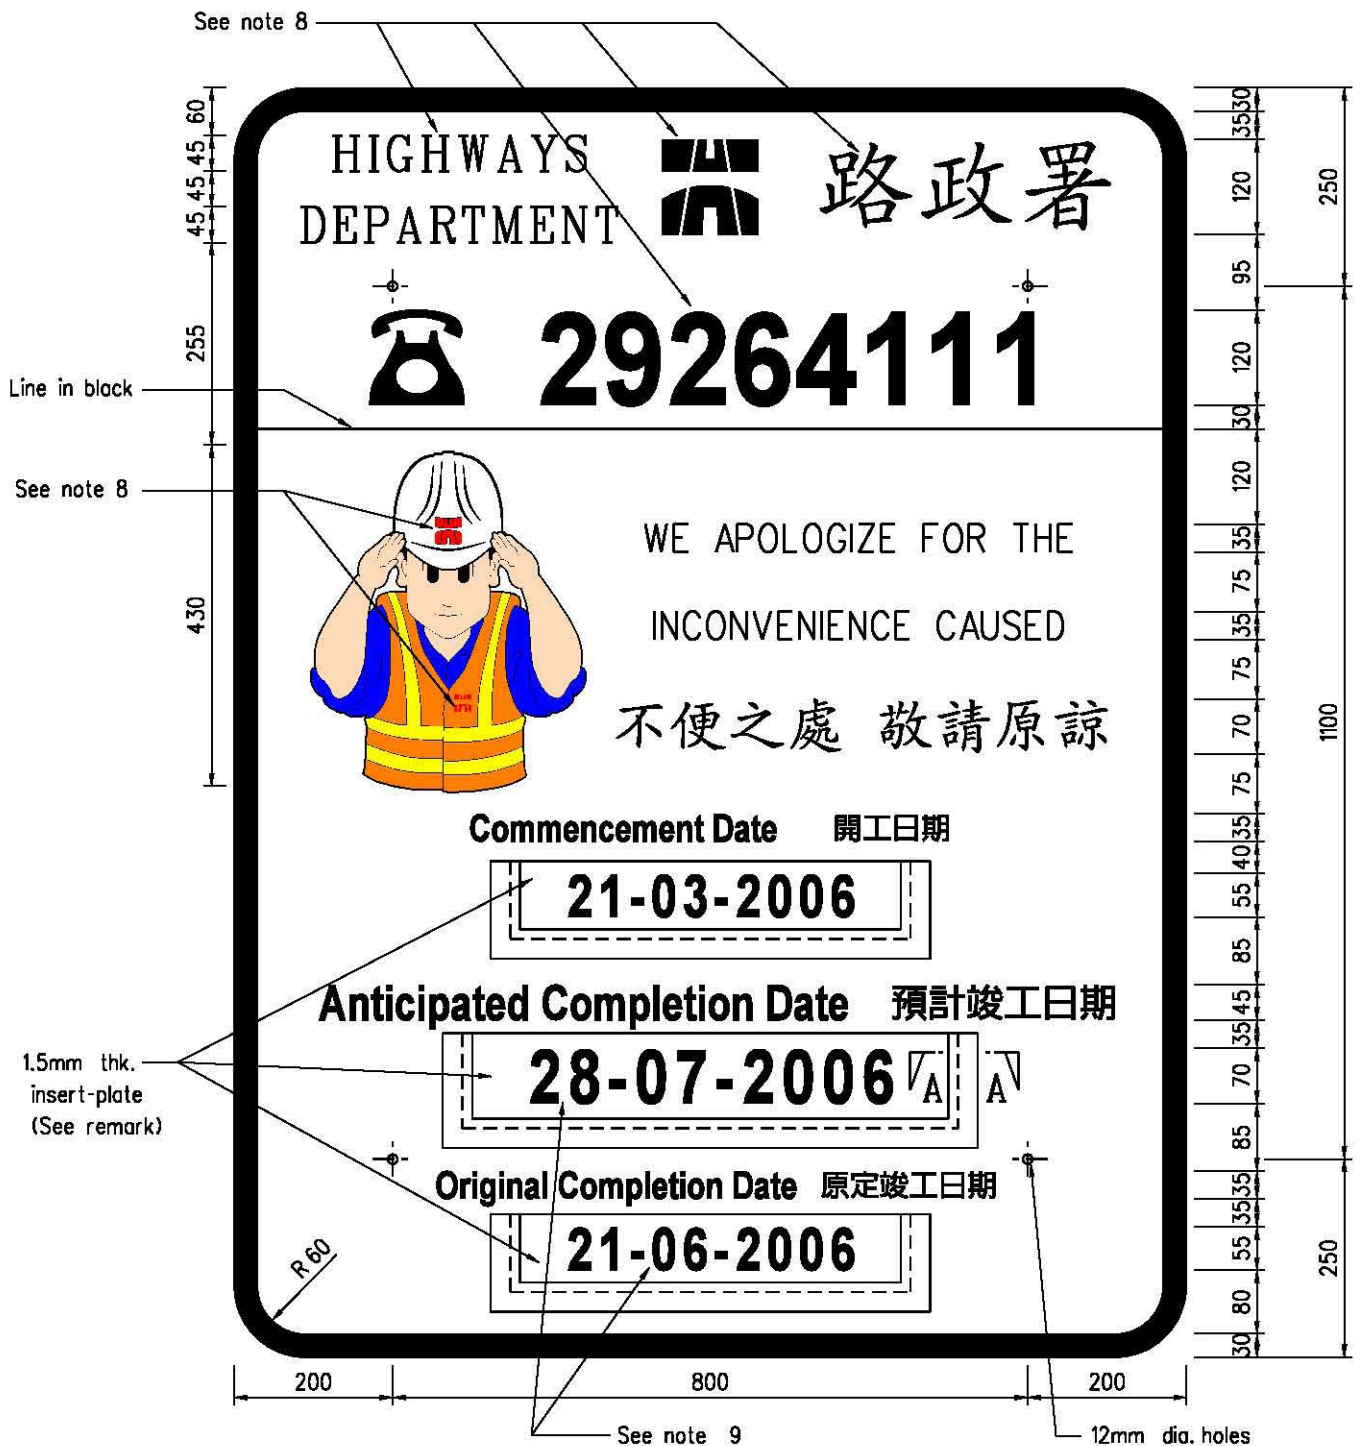 See note 8
HIGHWAYS
DEPARTMENT
路政署
29264111
Line in black
See note 8
WE APOLOGIZE FOR THE
INCONVENIENCE CAUSED
不便之處 敬請原諒
Commencement Date 開工日期
21-03-2006
Anticipated Completion Date 預計竣工日期
28-07-2006
A A
1.5mm thk.
insert-plate
(See remark)
Original Completion Date 原定竣工日期
21-06-2006
R 60
60
45
45
45
255
430
30
35
120
95
120
30
120
35
75
35
75
70
75
35
40
55
85
45
35
70
85
35
35
55
80
30
250
1100
250
200 800 200
See note 9
12mm dia. holes